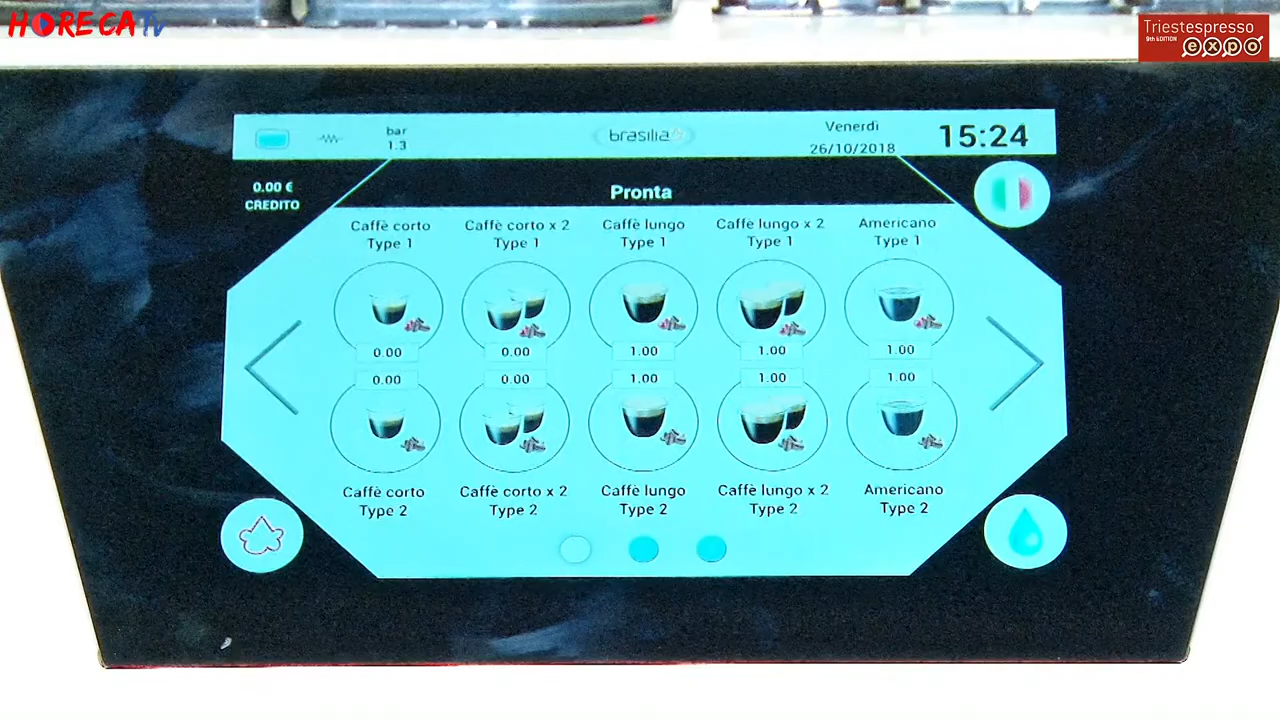 HORECA TV
Triestespresso
9th EDITION
expo
bar
1.3
brasilia
Venerdì
26/10/2018
15:24
0.00 €
CREDITO
Pronta
Caffè corto
Type 1
Caffè corto x 2
Type 1
Caffè lungo
Type 1
Caffè lungo x 2
Type 1
Americano
Type 1
0.00
0.00
1.00
1.00
1.00
0.00
0.00
1.00
1.00
1.00
Caffè corto
Type 2
Caffè corto x 2
Type 2
Caffè lungo
Type 2
Caffè lungo x 2
Type 2
Americano
Type 2